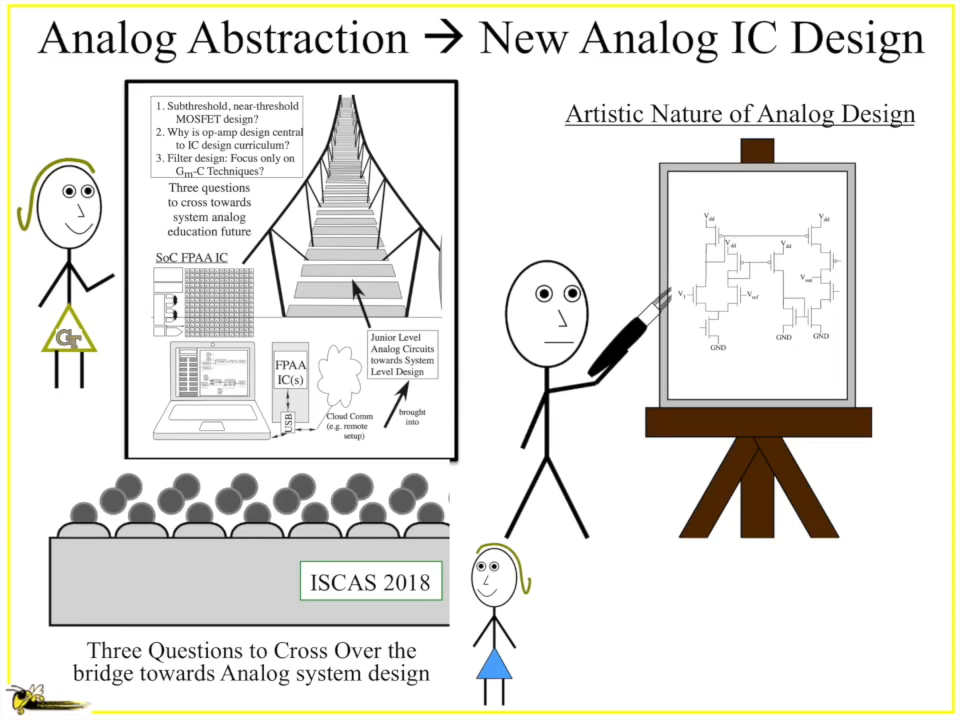 Analog Abstraction → New Analog IC Design
1. Subthreshold, near-threshold
MOSFET design?
2. Why is op-amp design central
to IC design curriculum?
3. Filter design: Focus only on
Gm-C Techniques?
Three questions
to cross towards
system analog
education future
SoC FPAA IC
Junior Level
Analog Circuits
towards System
Level Design
FPAA
IC(s)
USB
Cloud Comm
(e.g. remote
setup)
brought
into
GT
ISCAS 2018
Three Questions to Cross Over the
bridge towards Analog system design
Artistic Nature of Analog Design
Vdd
Vdd
Vdd
Vdd
Vout
V1
Vref
GND
GND
GND